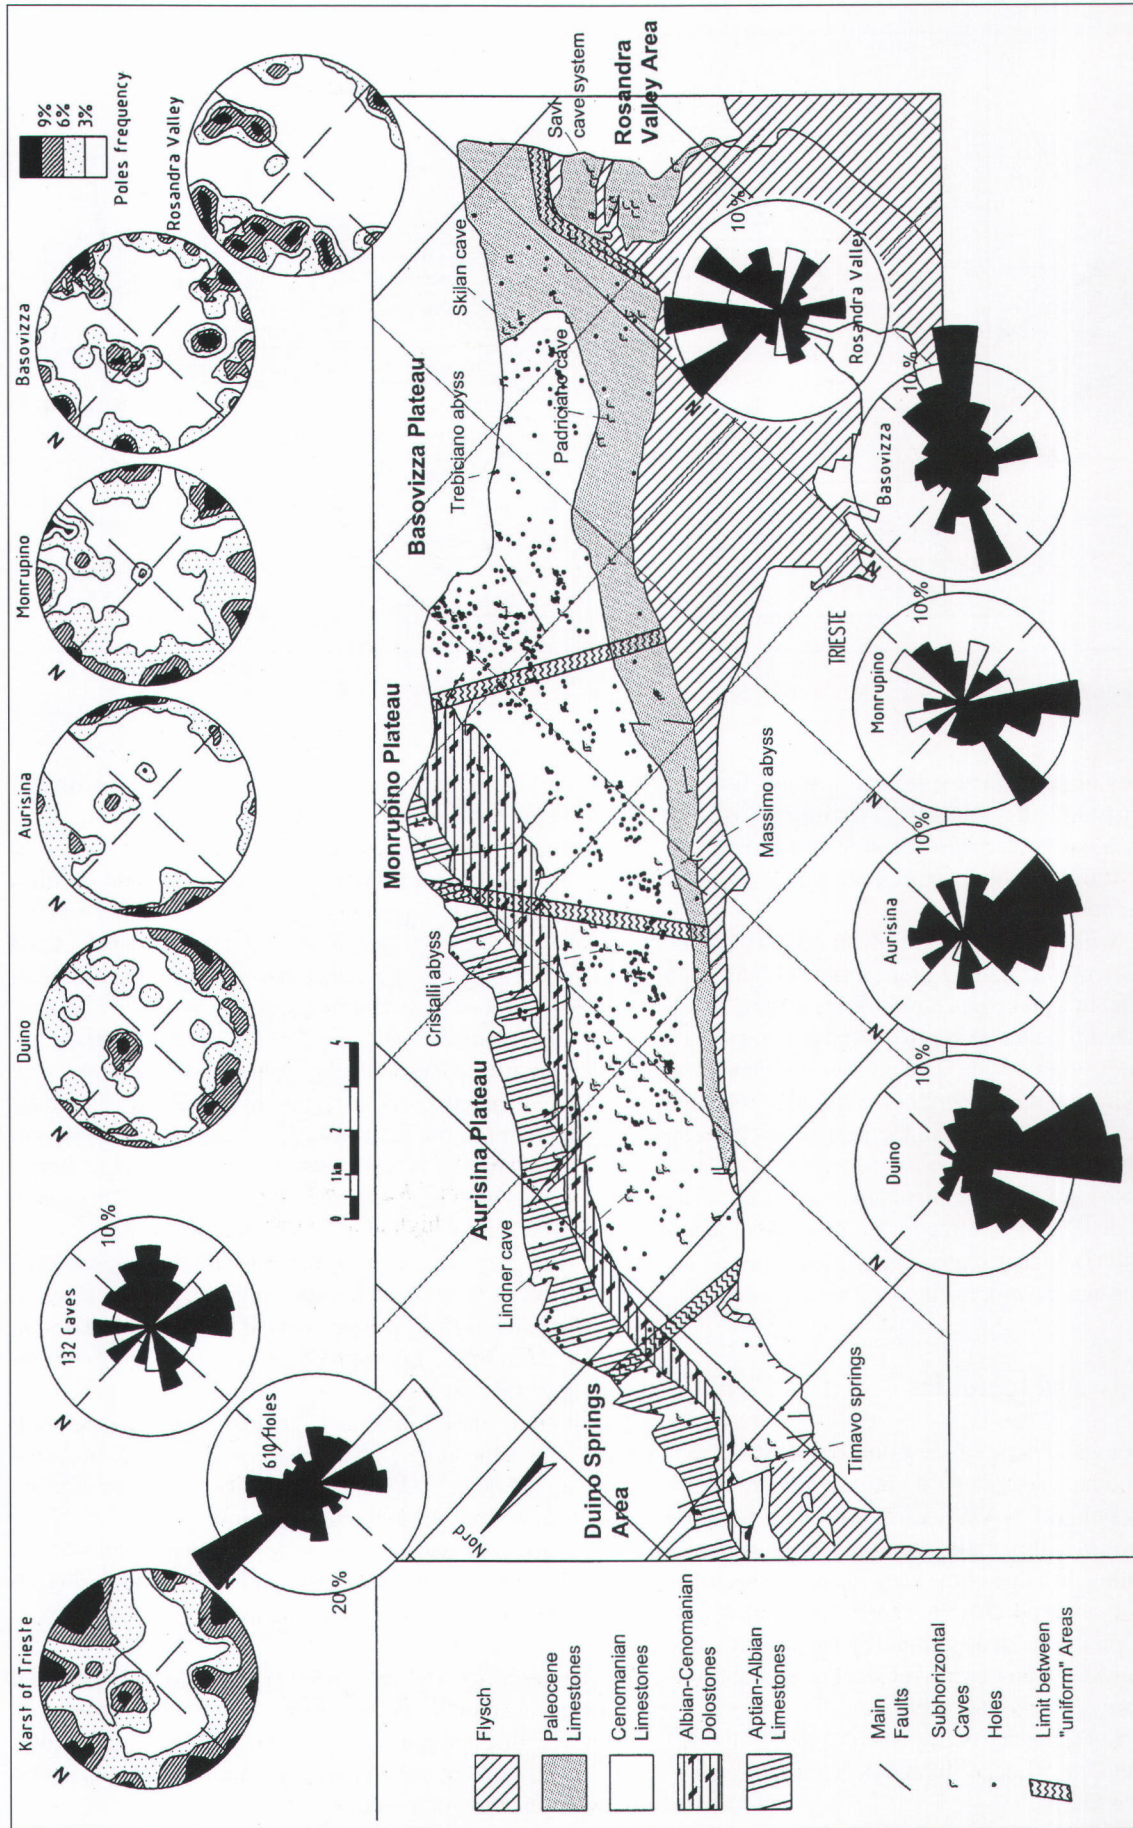 Karst of Trieste
N
132 Caves
10 %
N
610 Holes
N
20 %
Duino
N
Aurisina
N
Monrupino
N
Basovizza
N
Rosandra Valley
9%
6%
3%
Poles frequency
0
1km
2
4
Nord
Duino Springs
Area
Aurisina Plateau
Monrupino Plateau
Basovizza Plateau
Rosandra
Valley Area
Lindner cave
Cristalli abyss
Trebiciano abyss
Padriciano cave
Skilan cave
Savi
cave system
Timavo springs
Massimo abyss
TRIESTE
Flysch
Paleocene
Limestones
Cenomanian
Limestones
Albian-Cenomanian
Dolostones
Aptian-Albian
Limestones
Main
Faults
Subhorizontal
Caves
Holes
Limit between
"uniform" Areas
Duino
N
10 %
Aurisina
N
10 %
Monrupino
N
10 %
Basovizza
N
10 %
Rosandra Valley
N
10 %